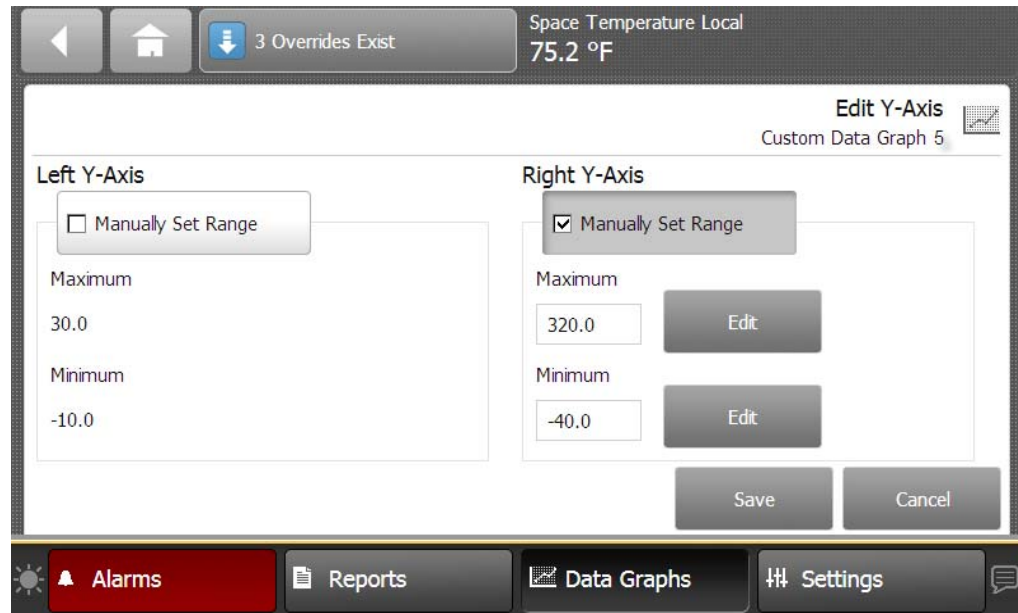 3 Overrides Exist
Space Temperature Local
75.2 °F
Edit Y-Axis
Custom Data Graph 5
Left Y-Axis
Manually Set Range
Maximum
30.0
Minimum
-10.0
Right Y-Axis
Manually Set Range
Maximum
320.0
Edit
Minimum
-40.0
Edit
Save
Cancel
Alarms
Reports
Data Graphs
Settings